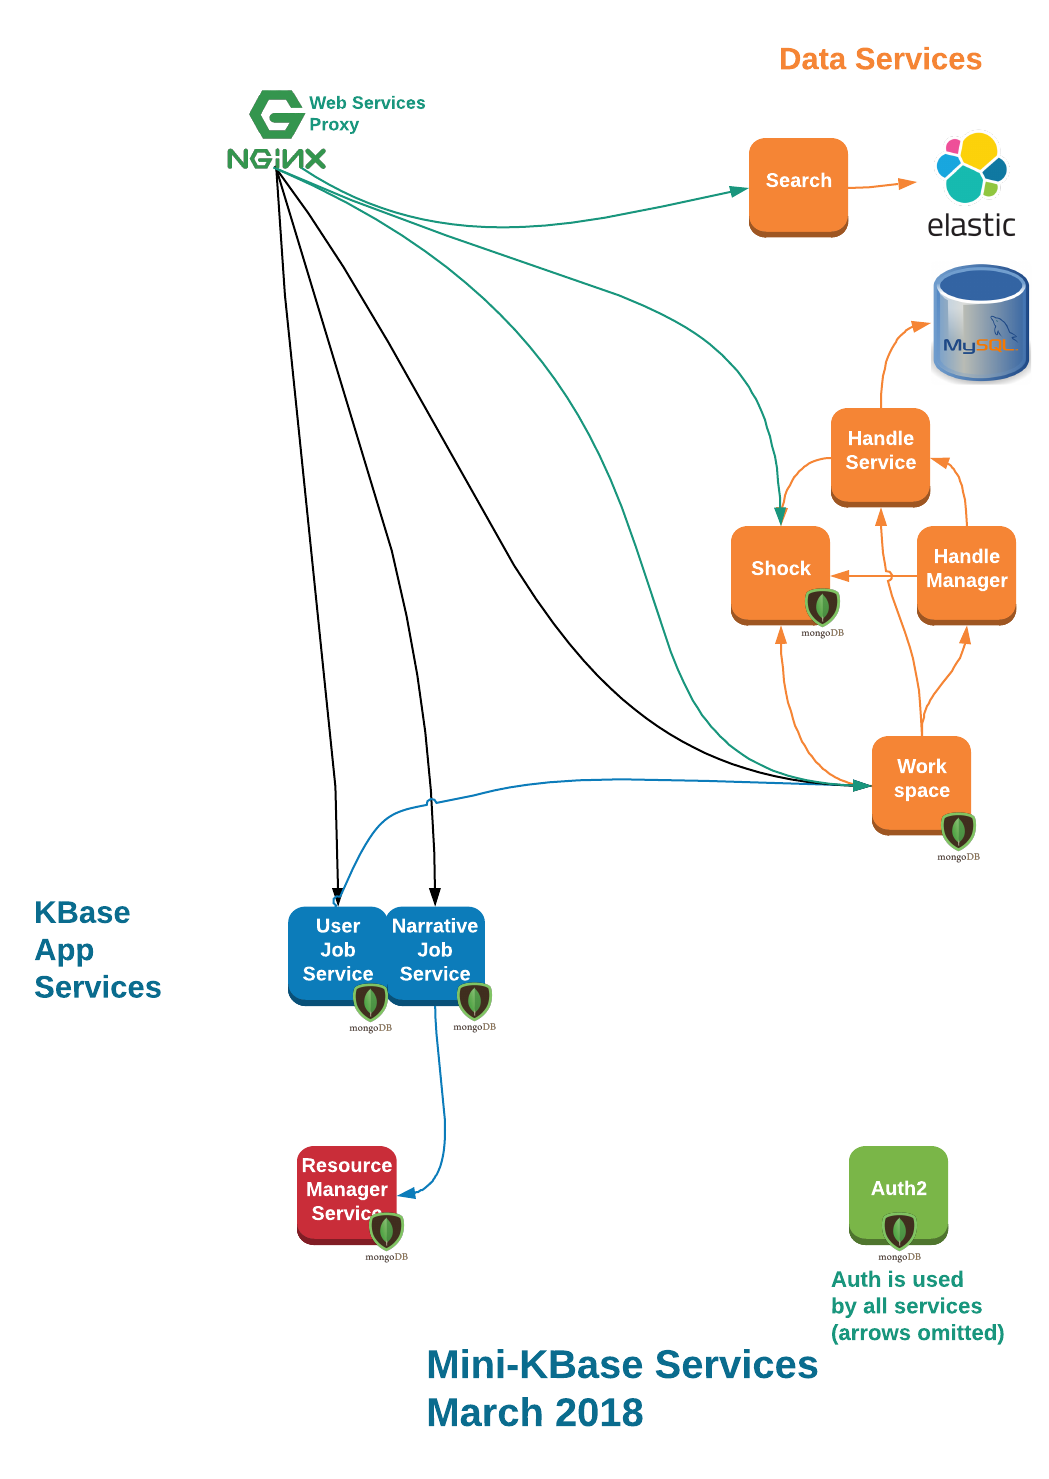 Data Services
Web Services
Proxy
NGiNX
Search
elastic
MySQL
Handle
Service
Handle
Manager
Shock
mongoDB
Work
space
mongoDB
KBase
App
Services
User
Job
Service
mongoDB
Narrative
Job
Service
mongoDB
Resource
Manager
Service
mongoDB
Auth2
mongoDB
Auth is used
by all services
(arrows omitted)
Mini-KBase Services
March 2018